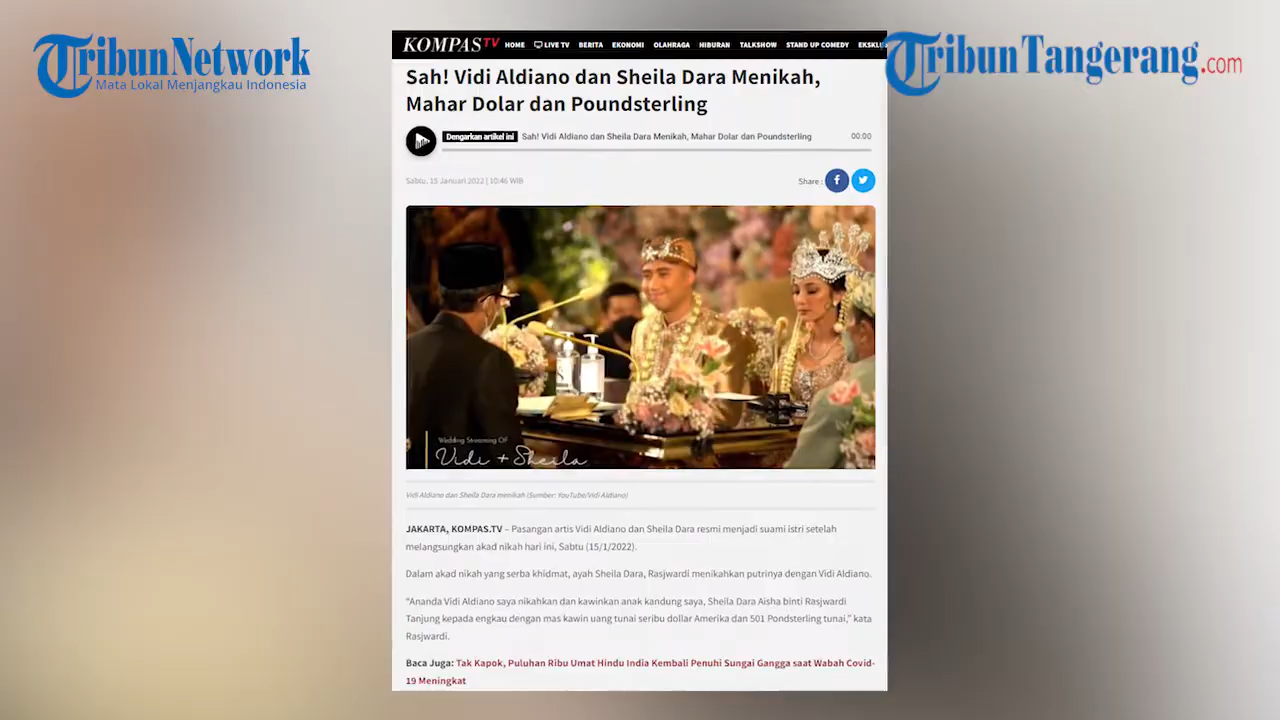 TribunNetwork
Mata Lokal Menjangkau Indonesia
TribunTangerang.com
KOMPASTV HOME LIVE TV BERITA EKONOMI OLAHRAGA HIBURAN TALKSHOW STAND UP COMEDY
Sah! Vidi Aldiano dan Sheila Dara Menikah,
Mahar Dolar dan Poundsterling
Dengarkan artikel ini Sah! Vidi Aldiano dan Sheila Dara Menikah, Mahar Dolar dan Poundsterling 00:00
Sabtu, 15 Januari 2022 | 10:46 WIB
Share :
Wedding Streaming Of
Vidi + Sheila
Vidi Aldiano dan Sheila Dara menikah (Sumber: YouTube/Vidi Aldiano)
JAKARTA, KOMPAS.TV – Pasangan artis Vidi Aldiano dan Sheila Dara resmi menjadi suami istri setelah
melangsungkan akad nikah hari ini, Sabtu (15/1/2022).
Dalam akad nikah yang serba khidmat, ayah Sheila Dara, Rasjwardi menikahkan putrinya dengan Vidi Aldiano.
“Ananda Vidi Aldiano saya nikahkan dan kawinkan anak kandung saya, Sheila Dara Aisha binti Rasjwardi
Tanjung kepada engkau dengan mas kawin uang tunai seribu dollar Amerika dan 501 Pondsterling tunai,” kata
Rasjwardi.
Baca Juga: Tak Kapok, Puluhan Ribu Umat Hindu India Kembali Penuhi Sungai Gangga saat Wabah Covid-
19 Meningkat